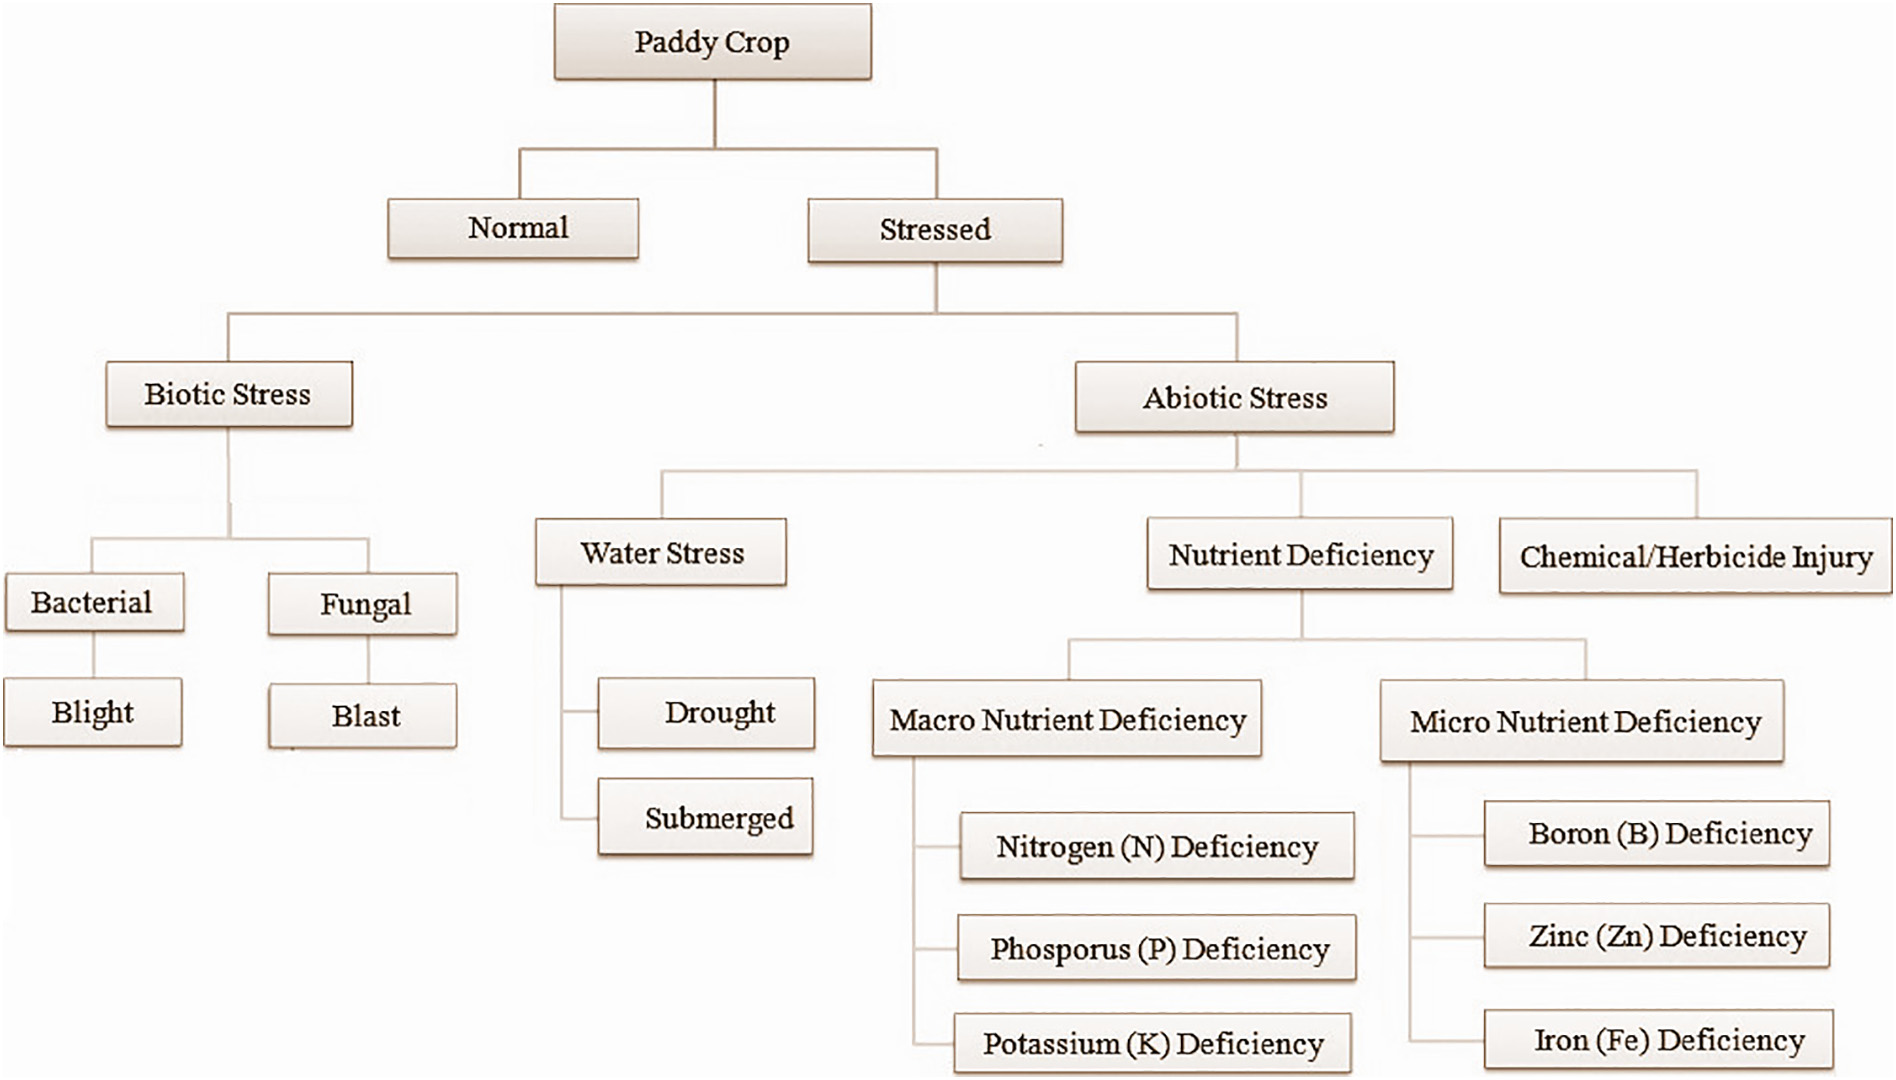 Paddy Crop
Normal
Stressed
Biotic Stress
Abiotic Stress
Water Stress
Nutrient Deficiency
Chemical/Herbicide Injury
Bacterial
Fungal
Blight
Blast
Drought
Submerged
Macro Nutrient Deficiency
Micro Nutrient Deficiency
Nitrogen (N) Deficiency
Phosporus (P) Deficiency
Potassium (K) Deficiency
Boron (B) Deficiency
Zinc (Zn) Deficiency
Iron (Fe) Deficiency